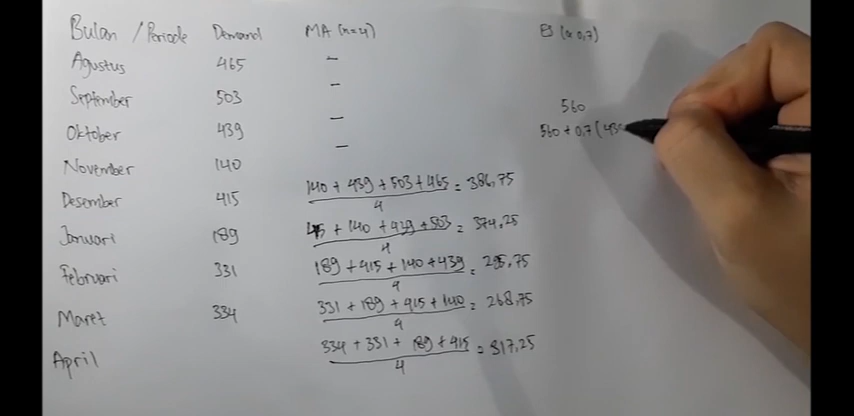 Bulan / Periode Demand MA (n=4) ES (α 0,7)
Agustus 465 -
September 503 - 560
Oktober 439 - 560 + 0,7 (439
November 140
Desember 415 140 + 439 + 503 + 465 / 4 = 386,75
Januari 189 415 + 140 + 439 + 503 / 4 = 374,25
Februari 331 189 + 415 + 140 + 439 / 4 = 295,75
Maret 334 331 + 189 + 415 + 140 / 4 = 268,75
April 334 + 331 + 189 + 415 / 4 = 317,25